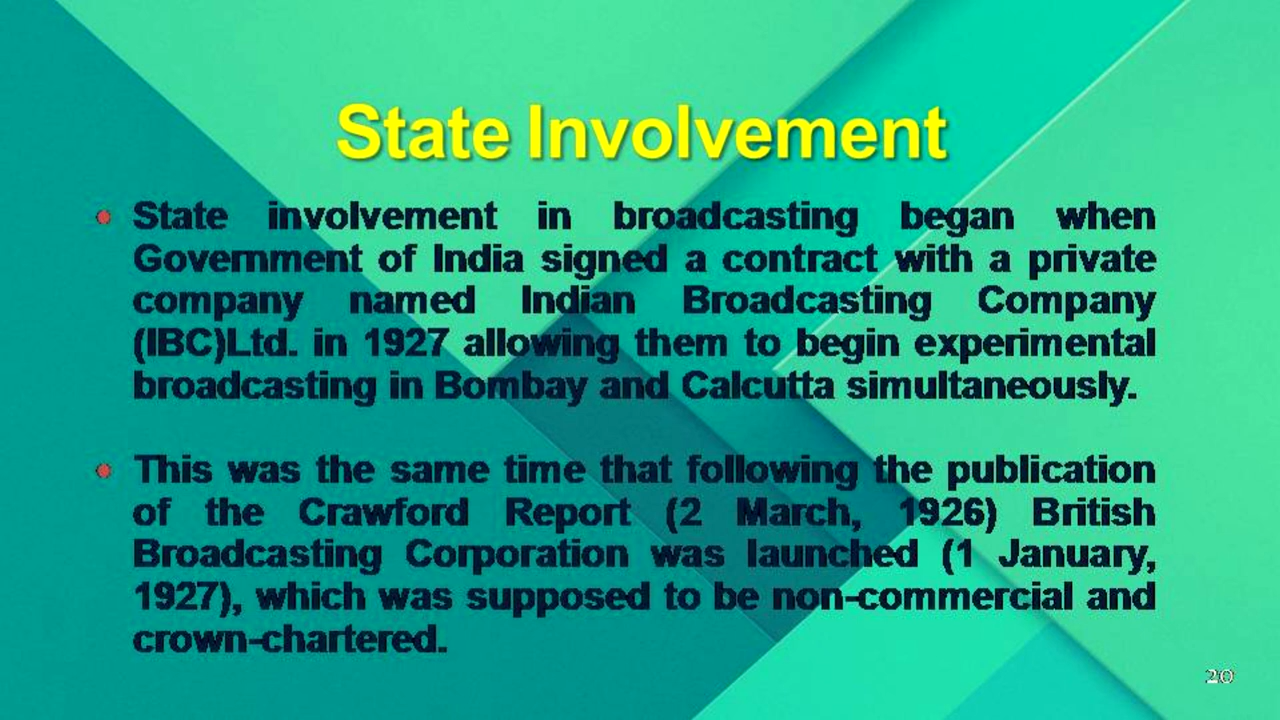 State Involvement
State involvement in broadcasting began when
Government of India signed a contract with a private
company named Indian Broadcasting Company
(IBC)Ltd. in 1927 allowing them to begin experimental
broadcasting in Bombay and Calcutta simultaneously.
This was the same time that following the publication
of the Crawford Report (2 March, 1926) British
Broadcasting Corporation was launched (1 January,
1927), which was supposed to be non-commercial and
crown-chartered.
20